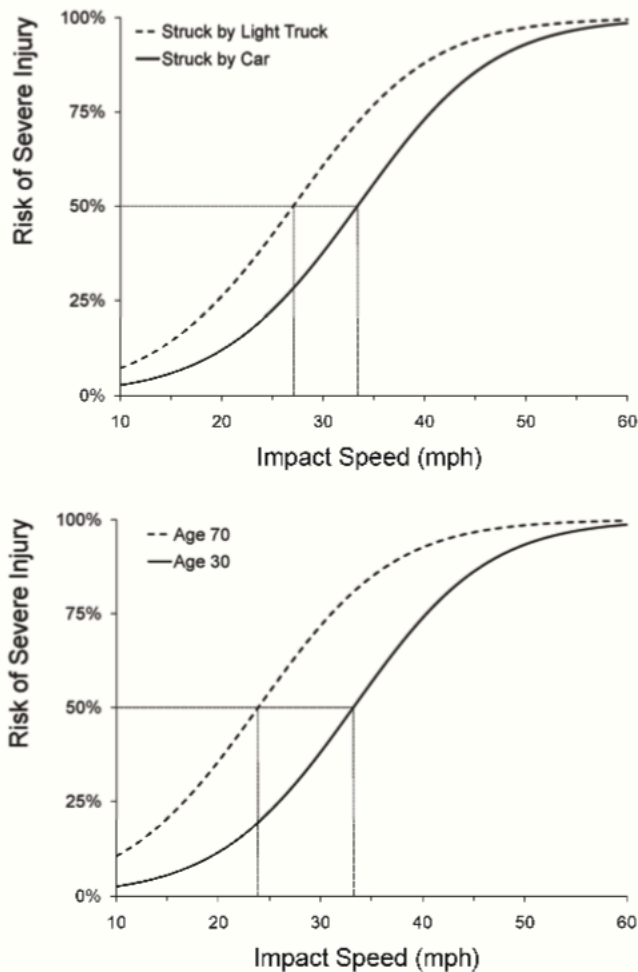 Risk of Severe Injury
100%
75%
50%
25%
0%
Struck by Light Truck
Struck by Car
10 20 30 40 50 60
Impact Speed (mph)
Risk of Severe Injury
100%
75%
50%
25%
0%
Age 70
Age 30
10 20 30 40 50 60
Impact Speed (mph)